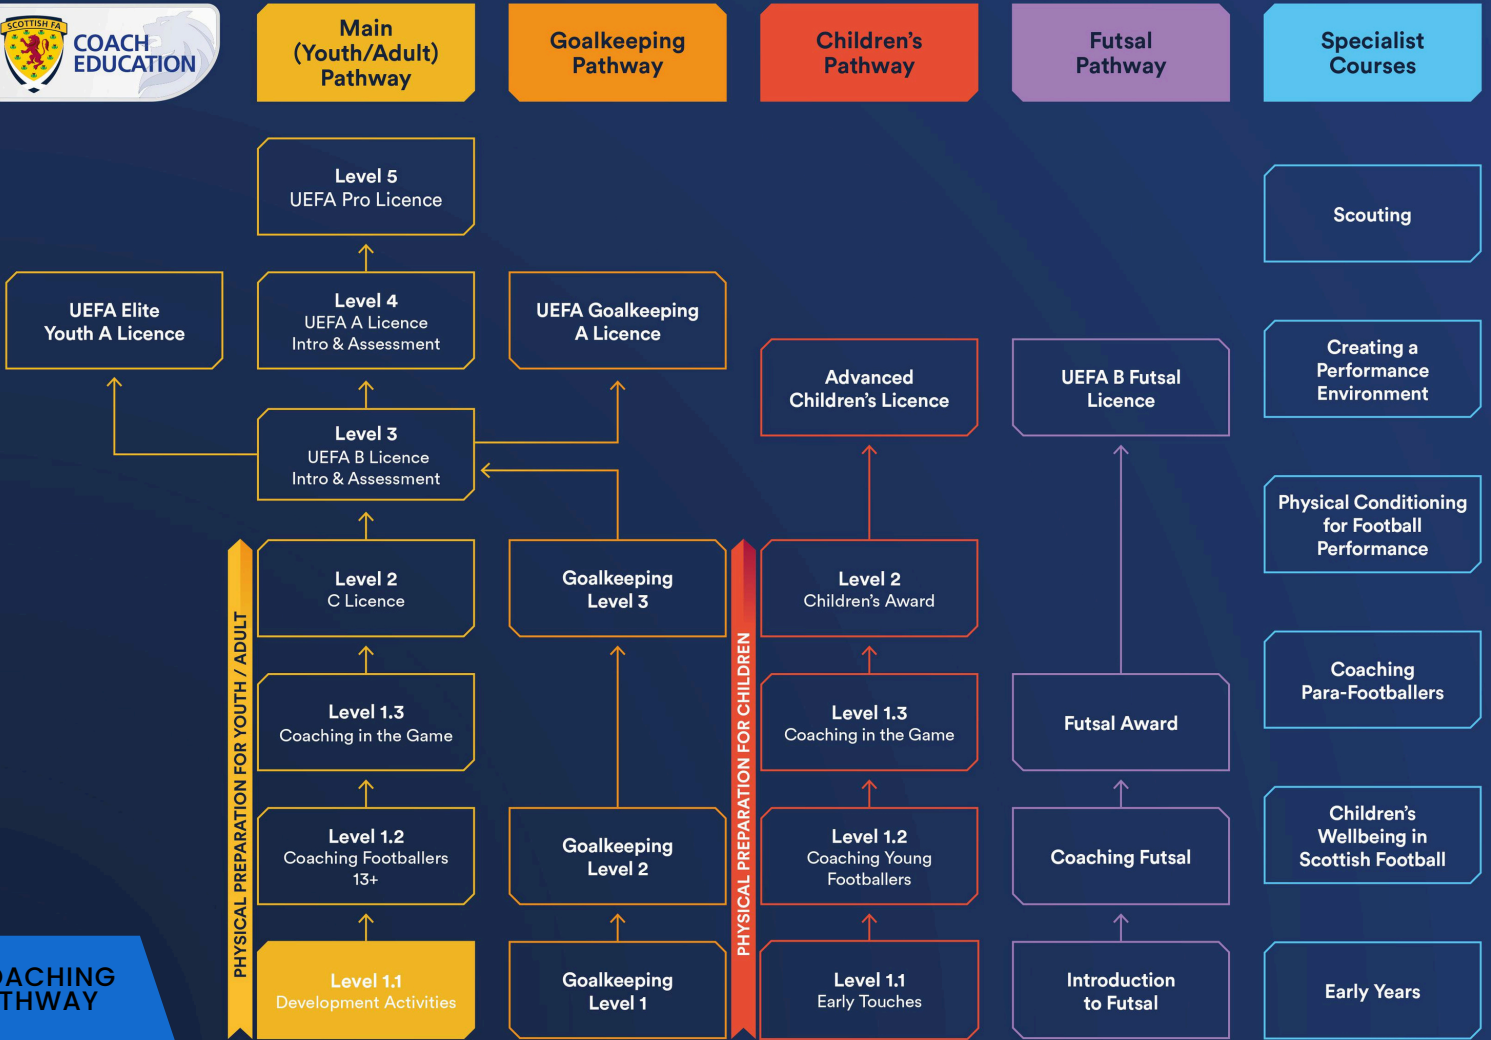 SCOTTISH FA
COACH
EDUCATION
Main
(Youth/Adult)
Pathway
Goalkeeping
Pathway
Children's
Pathway
Futsal
Pathway
Specialist
Courses
Level 5
UEFA Pro Licence
UEFA Elite
Youth A Licence
Level 4
UEFA A Licence
Intro & Assessment
UEFA Goalkeeping
A Licence
Level 3
UEFA B Licence
Intro & Assessment
Advanced
Children's Licence
UEFA B Futsal
Licence
PHYSICAL PREPARATION FOR YOUTH / ADULT
Level 2
C Licence
Goalkeeping
Level 3
PHYSICAL PREPARATION FOR CHILDREN
Level 2
Children's Award
Level 1.3
Coaching in the Game
Level 1.3
Coaching in the Game
Futsal Award
Level 1.2
Coaching Footballers
13+
Goalkeeping
Level 2
Level 1.2
Coaching Young
Footballers
Coaching Futsal
Level 1.1
Development Activities
Goalkeeping
Level 1
Level 1.1
Early Touches
Introduction
to Futsal
Scouting
Creating a
Performance
Environment
Physical Conditioning
for Football
Performance
Coaching
Para-Footballers
Children's
Wellbeing in
Scottish Football
Early Years
OACHING
THWAY